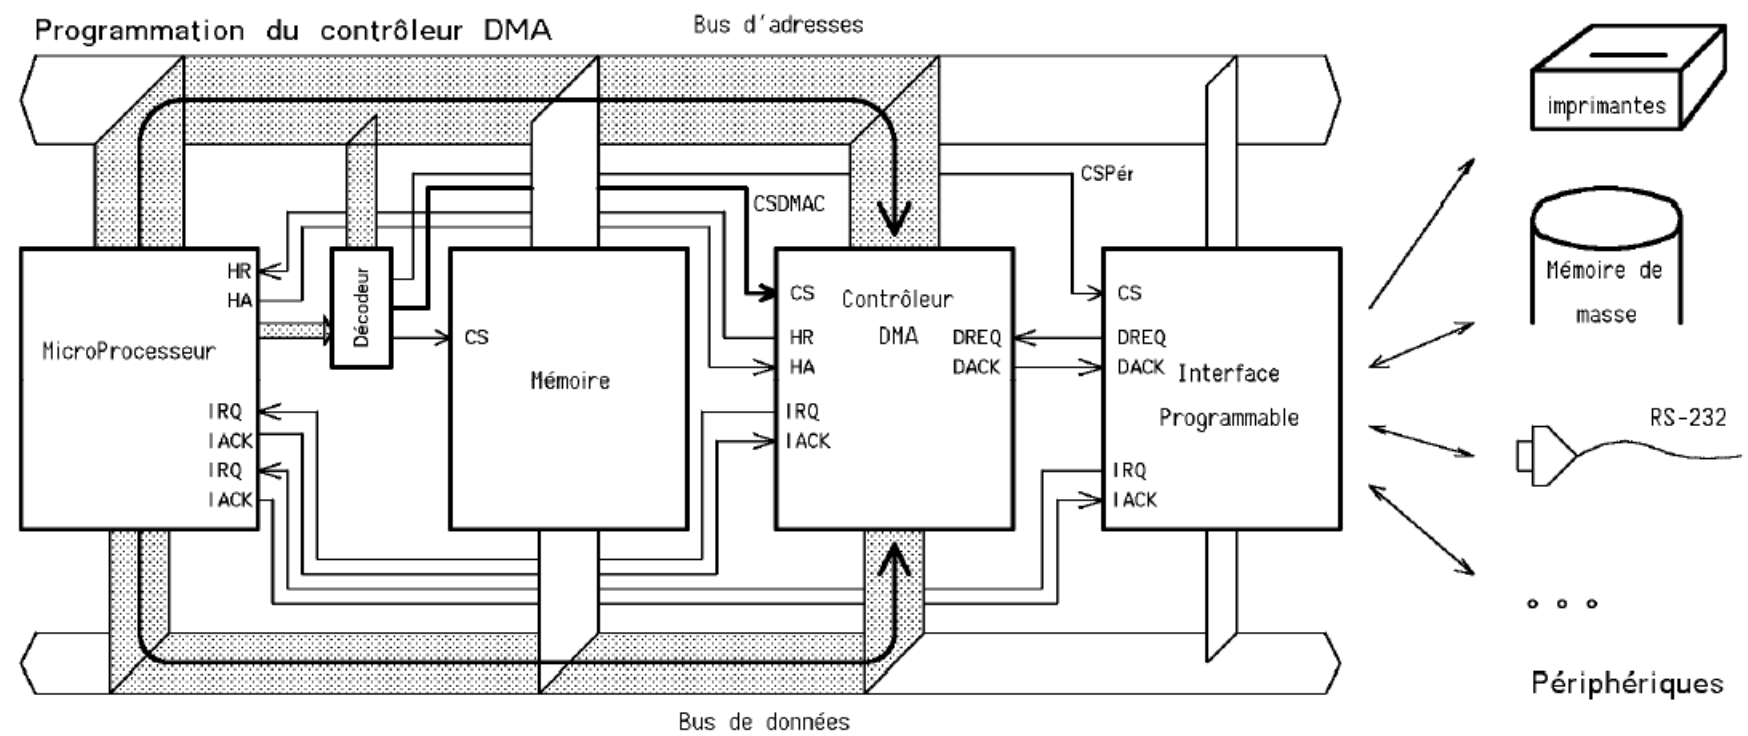 Programmation du contrôleur DMA
Bus d'adresses
imprimantes
CSPér
CSDMAC
HR
HA
MicroProcesseur
IRQ
IACK
IRQ
IACK
Décodeur
CS
Mémoire
CS
Contrôleur
DMA
HR
HA
DREQ
DACK
IRQ
IACK
CS
DREQ
DACK
Interface
Programmable
IRQ
IACK
Mémoire de
masse
RS-232
Périphériques
Bus de données